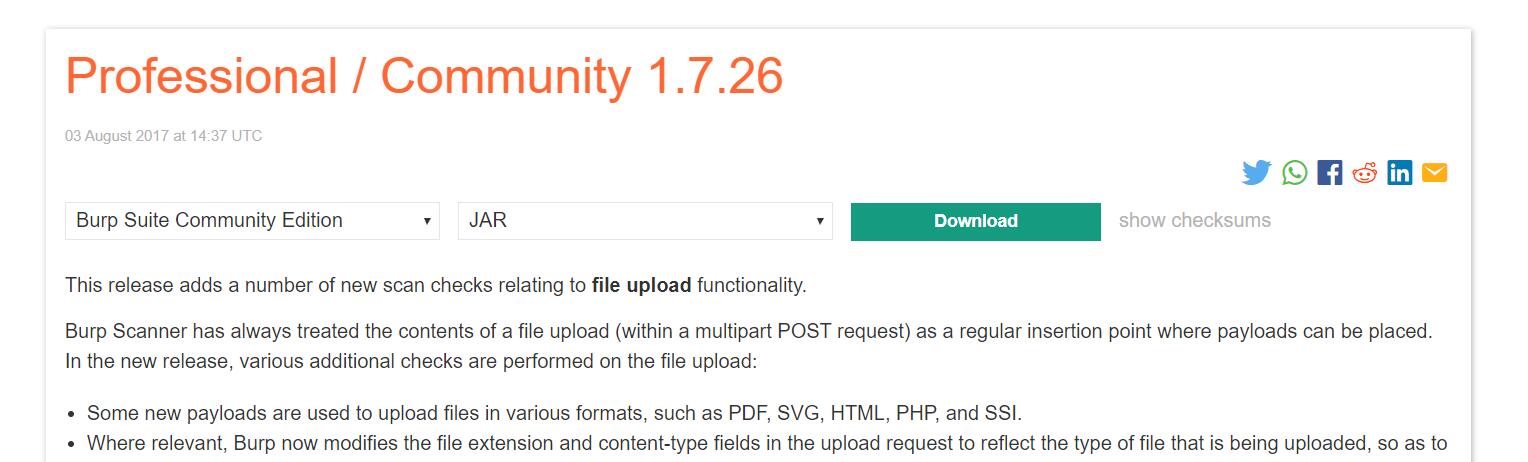 Professional / Community 1.7.26
03 August 2017 at 14:37 UTC
Burp Suite Community Edition
JAR
Download
show checksums
This release adds a number of new scan checks relating to file upload functionality.
Burp Scanner has always treated the contents of a file upload (within a multipart POST request) as a regular insertion point where payloads can be placed.
In the new release, various additional checks are performed on the file upload:
• Some new payloads are used to upload files in various formats, such as PDF, SVG, HTML, PHP, and SSI.
• Where relevant, Burp now modifies the file extension and content-type fields in the upload request to reflect the type of file that is being uploaded, so as to